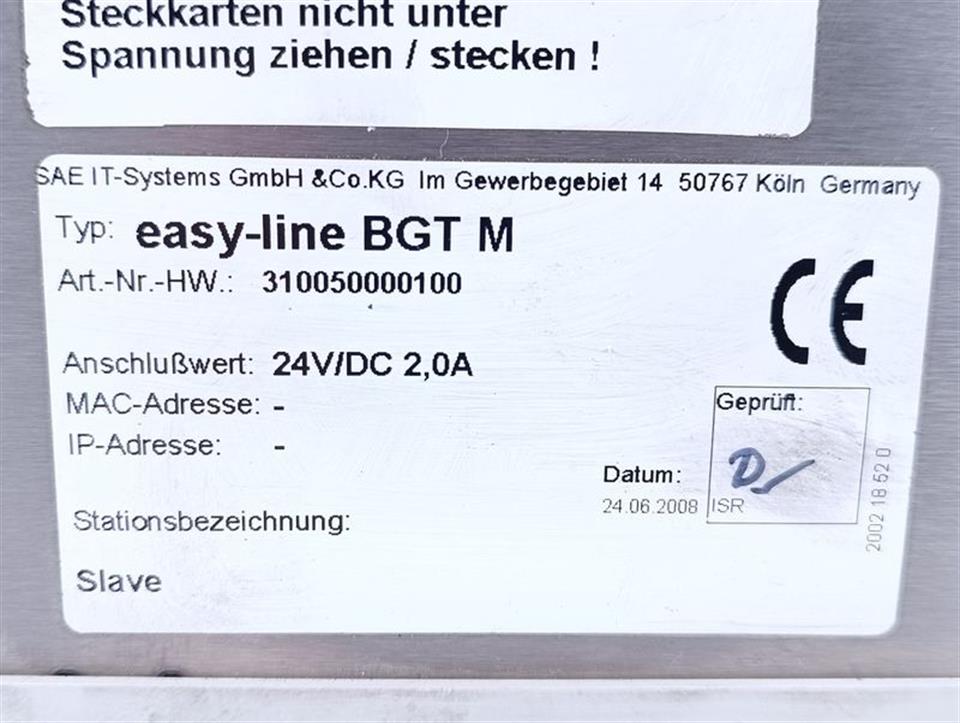 Steckkarten nicht unter
Spannung ziehen / stecken !
SAE IT-Systems GmbH &Co.KG Im Gewerbegebiet 14 50767 Köln Germany
Typ: easy-line BGT M
Art.-Nr.-HW.: 310050000100
CE
Anschlußwert: 24V/DC 2,0A
MAC-Adresse: -
IP-Adresse: -
Geprüft:
Datum:
24.06.2008 ISR
Stationsbezeichnung:
Slave
2002 18 52 0